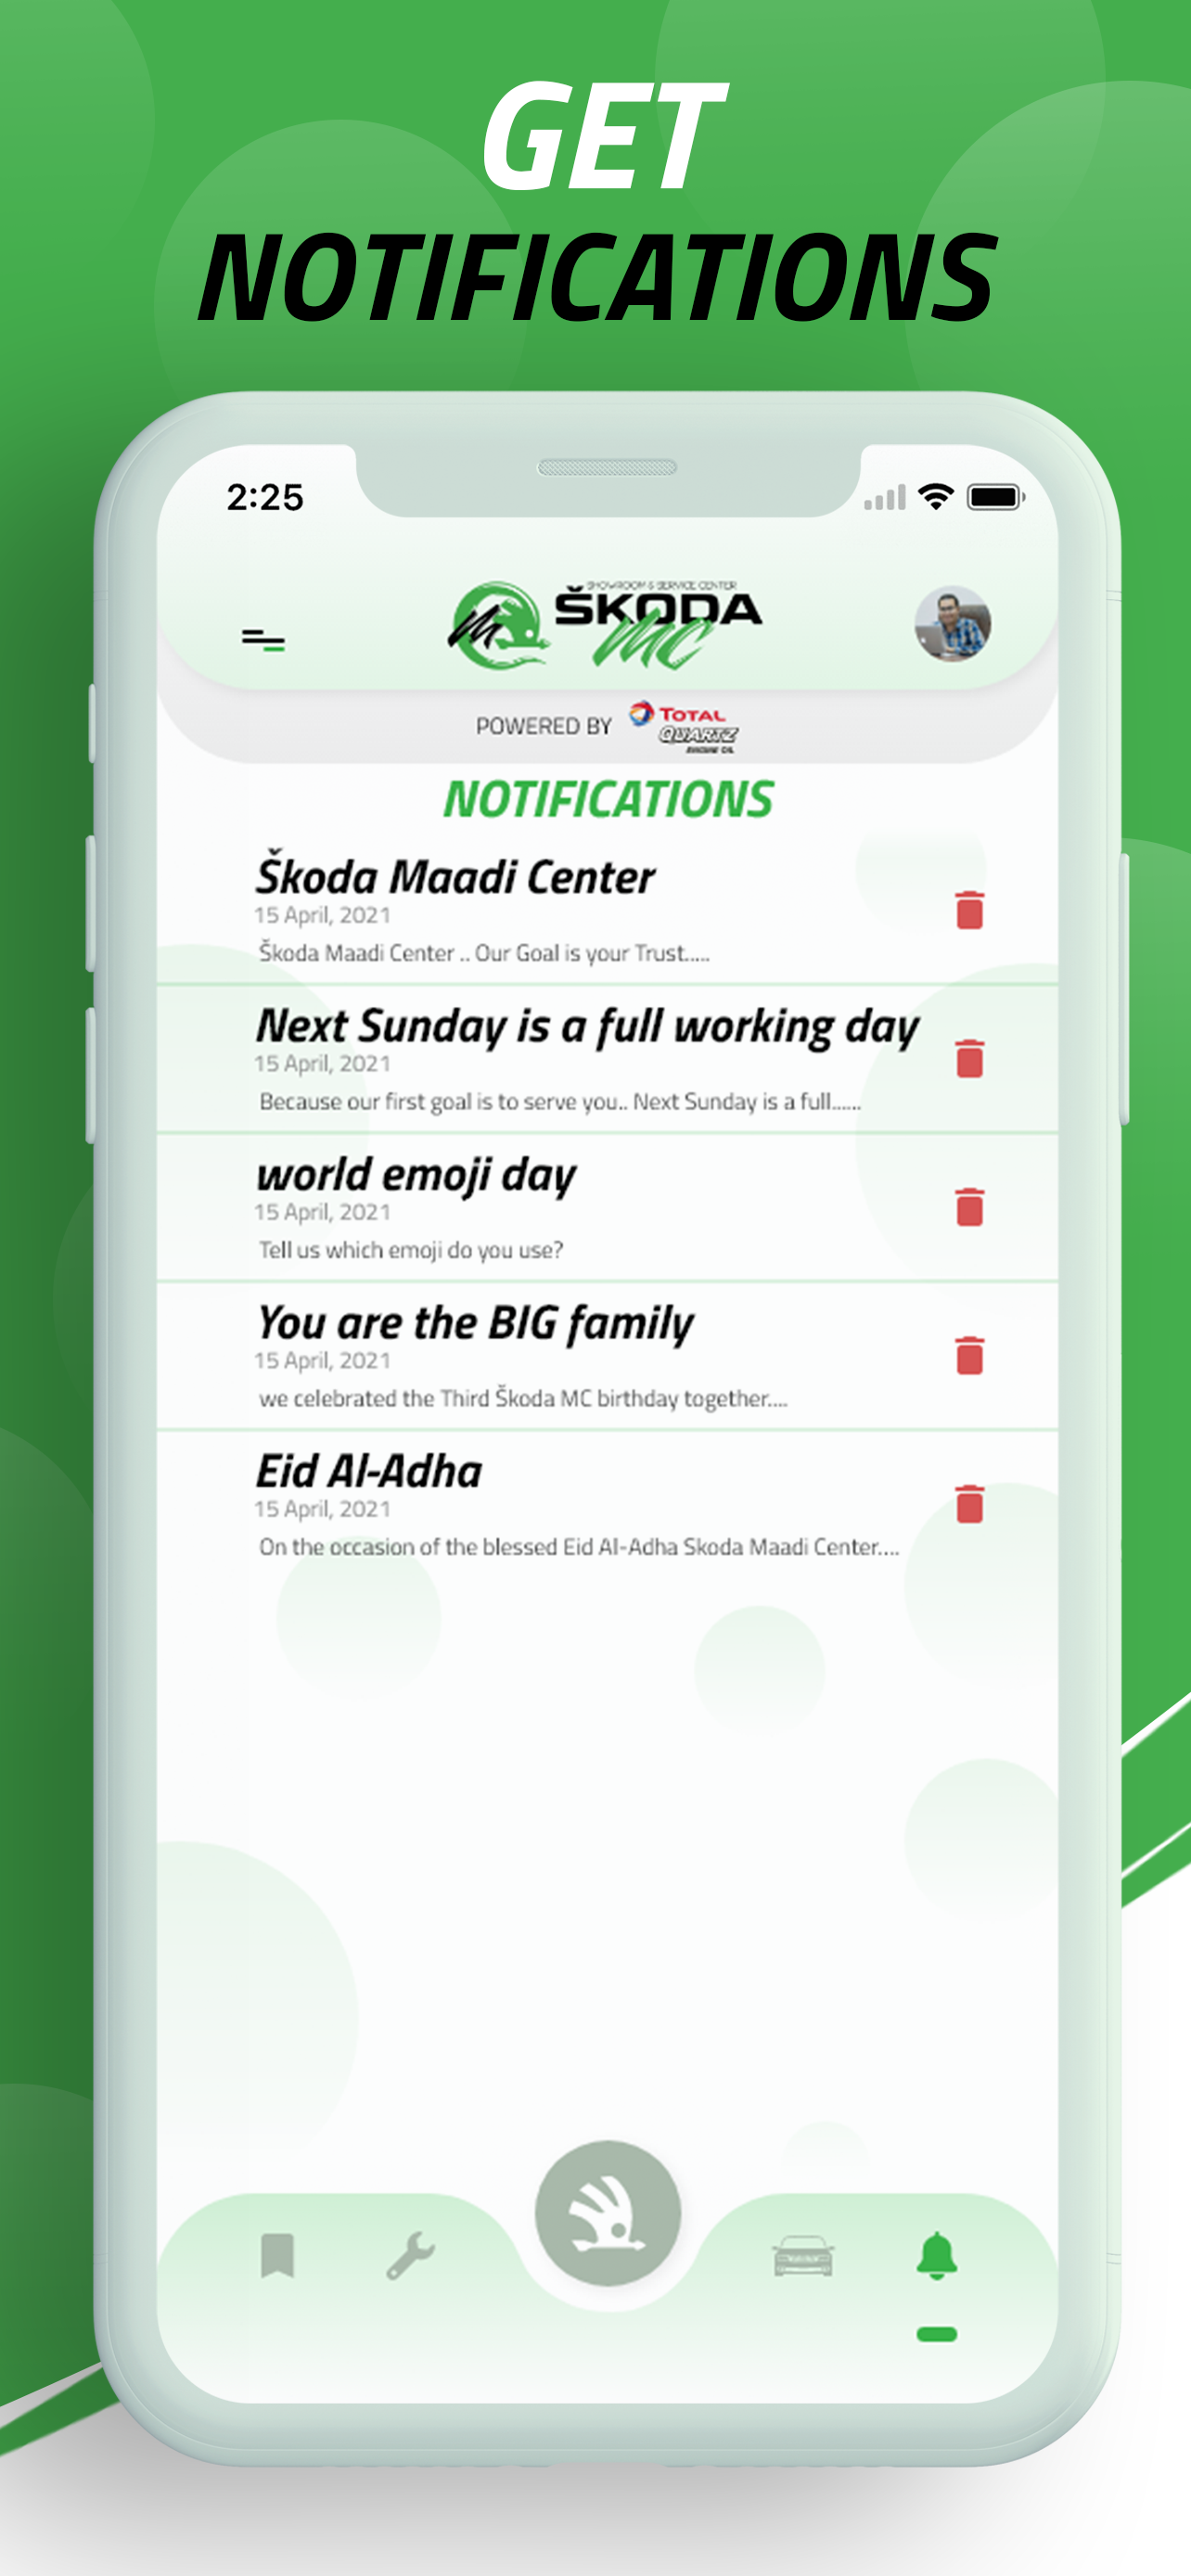 GET
NOTIFICATIONS
2:25
SHOWROOM & SERVICE CENTER
ŠKODA
MC
POWERED BY
TOTAL
QUARTZ
ENGINE OIL
NOTIFICATIONS
Škoda Maadi Center
15 April, 2021
Škoda Maadi Center .. Our Goal is your Trust.....
Next Sunday is a full working day
15 April, 2021
Because our first goal is to serve you.. Next Sunday is a full......
world emoji day
15 April, 2021
Tell us which emoji do you use?
You are the BIG family
15 April, 2021
we celebrated the Third Škoda MC birthday together....
Eid Al-Adha
15 April, 2021
On the occasion of the blessed Eid Al-Adha Skoda Maadi Center....